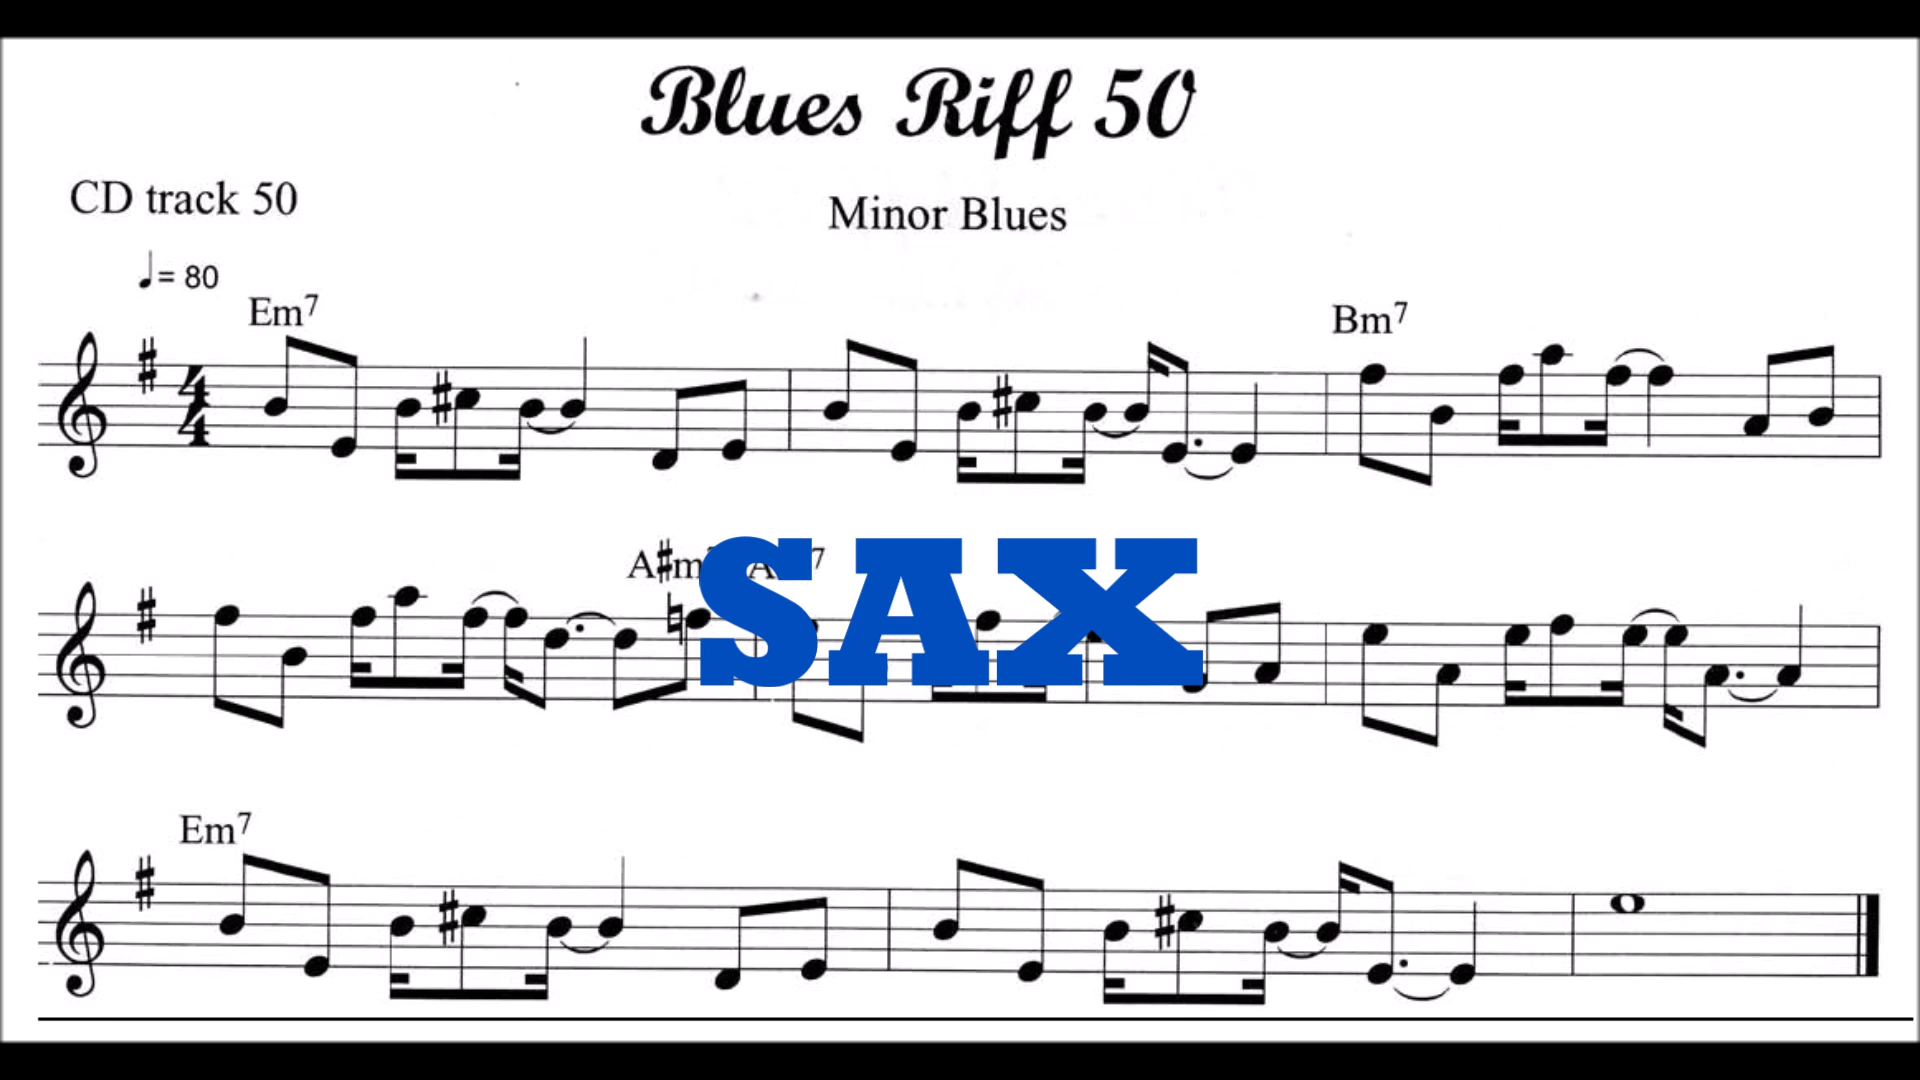 Blues Riff 50
CD track 50
Minor Blues
♩= 80
Em7
Bm7
SAX
Em7